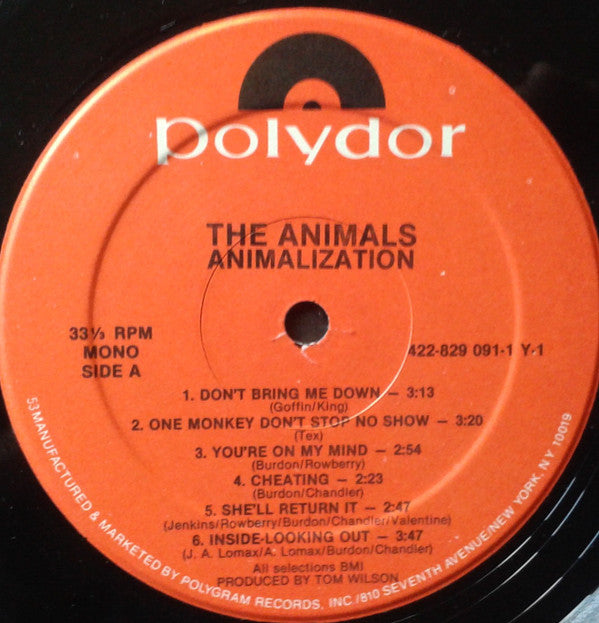 polydor
THE ANIMALS
ANIMALIZATION
33⅓ RPM
MONO
SIDE A
422-829 091-1 Y-1
1. DON'T BRING ME DOWN – 3:13
(Goffin/King)
2. ONE MONKEY DON'T STOP NO SHOW – 3:20
(Tex)
3. YOU'RE ON MY MIND – 2:54
(Burdon/Rowberry)
4. CHEATING – 2:23
(Burdon/Chandler)
5. SHE'LL RETURN IT – 2:47
(Jenkins/Rowberry/Burdon/Chandler/Valentine)
6. INSIDE-LOOKING OUT – 3:47
(J. A. Lomax/A. Lomax/Burdon/Chandler)
All selections BMI
PRODUCED BY TOM WILSON
53 MANUFACTURED & MARKETED BY POLYGRAM RECORDS, INC /810 SEVENTH AVENUE/NEW YORK, NY 10019